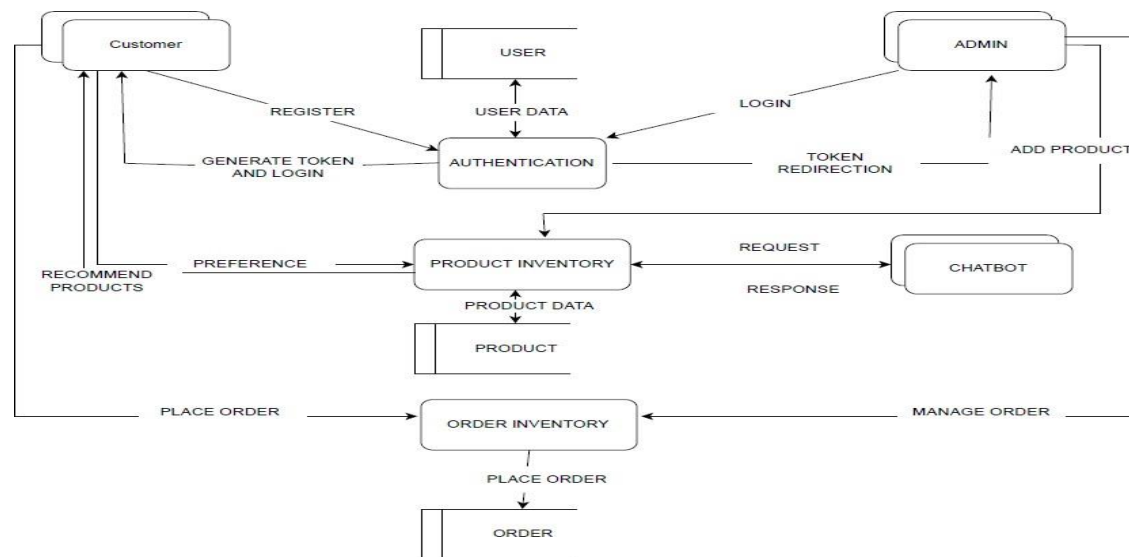 Customer
USER
ADMIN
REGISTER
USER DATA
LOGIN
GENERATE TOKEN
AND LOGIN
AUTHENTICATION
TOKEN
REDIRECTION
ADD PRODUCT
RECOMMEND
PRODUCTS
PREFERENCE
PRODUCT INVENTORY
REQUEST
RESPONSE
CHATBOT
PRODUCT DATA
PRODUCT
PLACE ORDER
ORDER INVENTORY
MANAGE ORDER
PLACE ORDER
ORDER